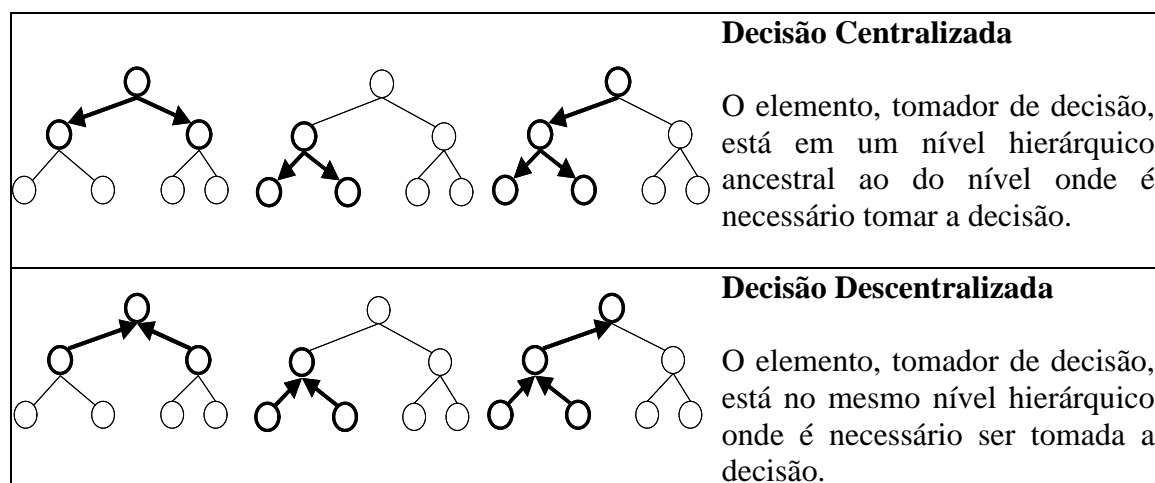 Decisão Centralizada
O elemento, tomador de decisão,
está em um nível hierárquico
ancestral ao do nível onde é
necessário tomar a decisão.
Decisão Descentralizada
O elemento, tomador de decisão,
está no mesmo nível hierárquico
onde é necessário ser tomada a
decisão.